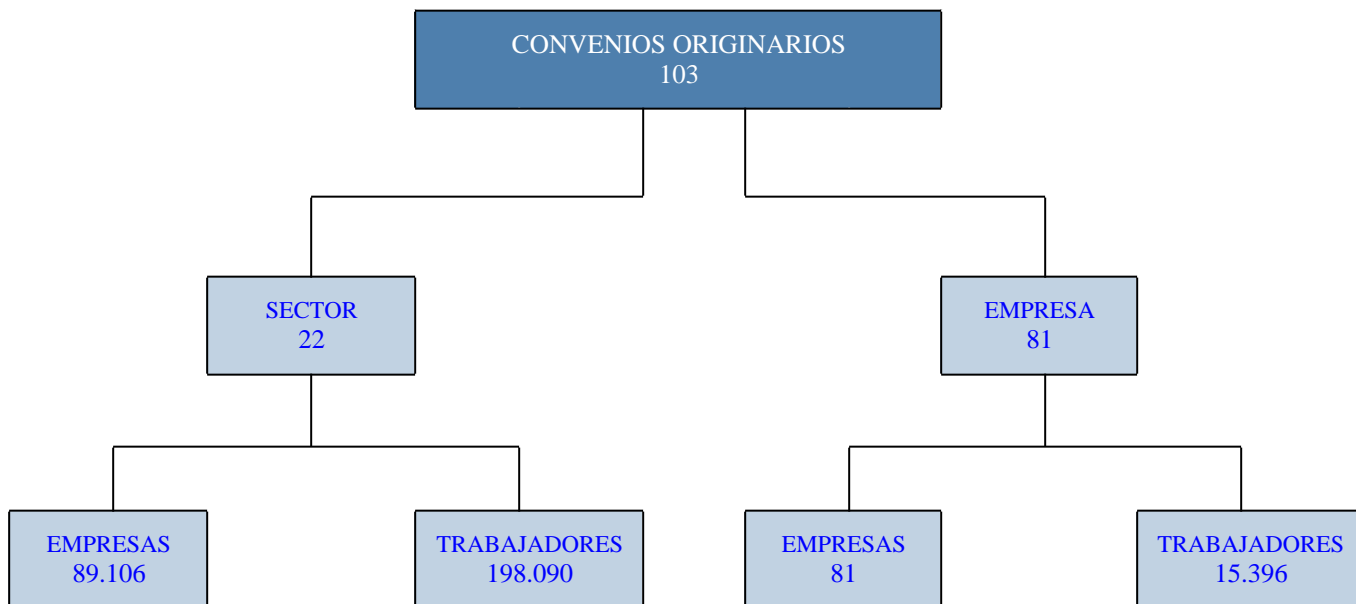 CONVENIOS ORIGINARIOS
103
SECTOR
22
EMPRESA
81
EMPRESAS
89.106
TRABAJADORES
198.090
EMPRESAS
81
TRABAJADORES
15.396